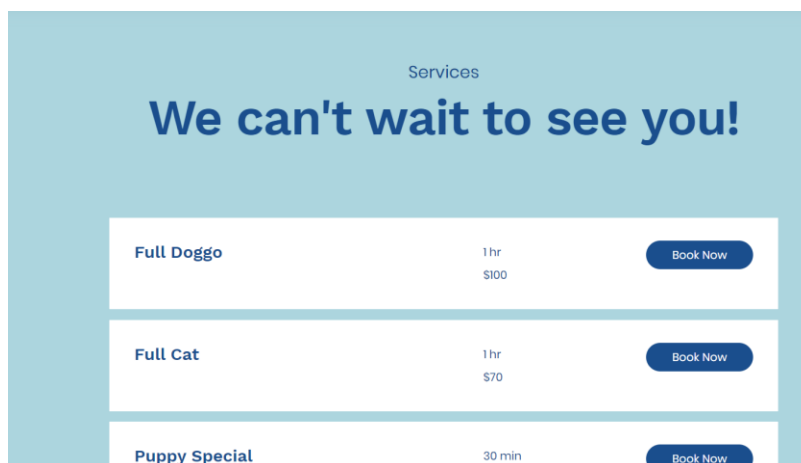 Services
We can't wait to see you!
Full Doggo
1 hr
$100
Book Now
Full Cat
1 hr
$70
Book Now
Puppy Special
30 min
Book Now